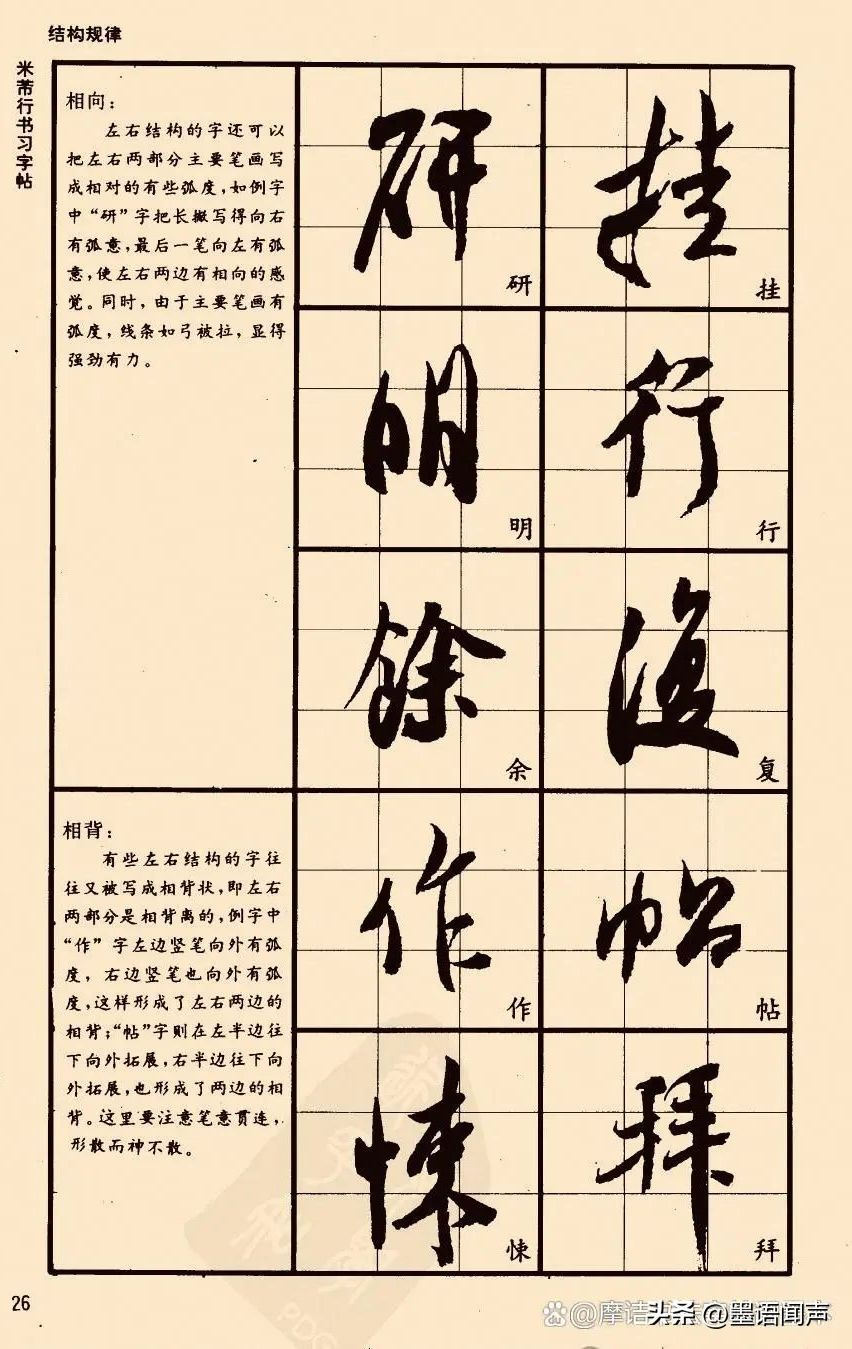 结构规律
米芾行书习字帖
相向：
左右结构的字还可以
把左右两部分主要笔画写
成相对的有些弧度，如例字
中“研”字把长撇写得向右
有弧意，最后一笔向左有弧
意，使左右两边有相向的感
觉。同时，由于主要笔画有
弧度，线条如弓被拉，显得
强劲有力。
研
研
挂
挂
明
明
行
行
餘
余
復
复
相背：
有些左右结构的字往
往又被写成相背状，即左右
两部分是相背离的，例字中
“作”字左边竖笔向外有弧
度，右边竖笔也向外有弧
度，这样形成了左右两边的
相背；“帖”字则在左半边往
下向外拓展，右半边往下向
外拓展，也形成了两边的相
背。这里要注意笔意贯连，
形散而神不散。
作
作
帖
帖
悚
悚
拜
拜
26
头条 @墨语闻声